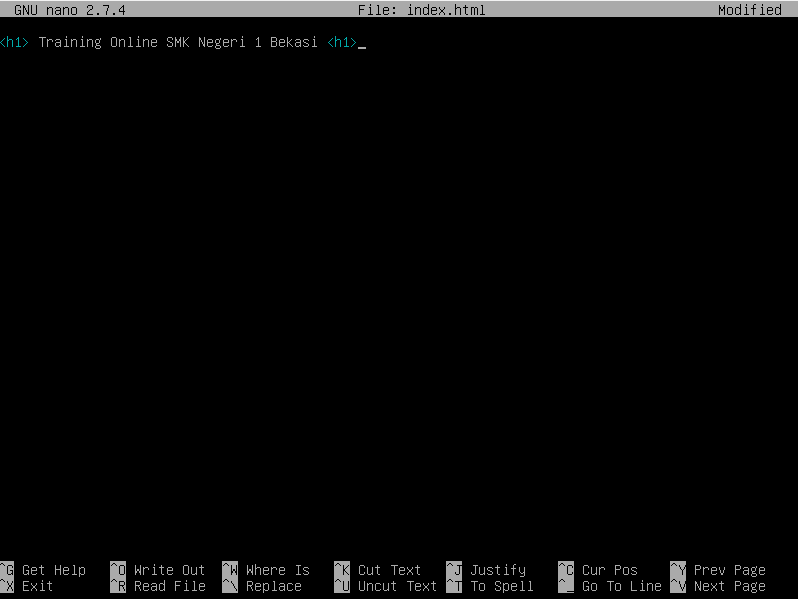 GNU nano 2.7.4 File: index.html Modified
<h1> Training Online SMK Negeri 1 Bekasi <h1>_
^G Get Help ^O Write Out ^W Where Is ^K Cut Text ^J Justify ^C Cur Pos ^Y Prev Page
^X Exit ^R Read File ^\ Replace ^U Uncut Text ^T To Spell ^_ Go To Line ^V Next Page